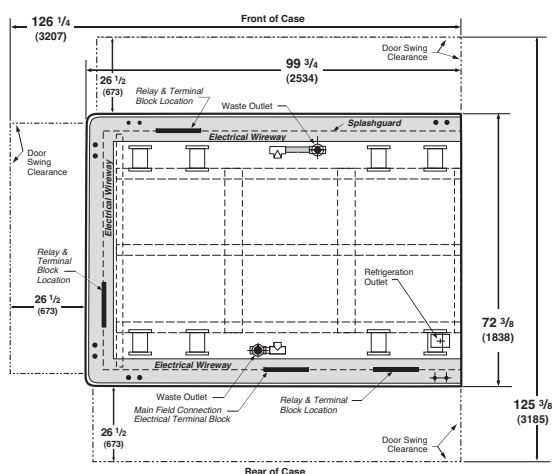 126 1/4
(3207)
Front of Case
99 3/4
(2534)
Door Swing
Clearance
26 1/2
(673)
Relay & Terminal
Block Location
Waste Outlet
Splashguard
Electrical Wireway
Door
Swing
Clearance
Electrical Wireway
Relay &
Terminal
Block
Location
26 1/2
(673)
Refrigeration
Outlet
72 3/8
(1838)
Electrical Wireway
Waste Outlet
Main Field Connection
Electrical Terminal Block
Relay & Terminal
Block Location
125 3/8
(3185)
26 1/2
(673)
Door Swing
Clearance
Rear of Case